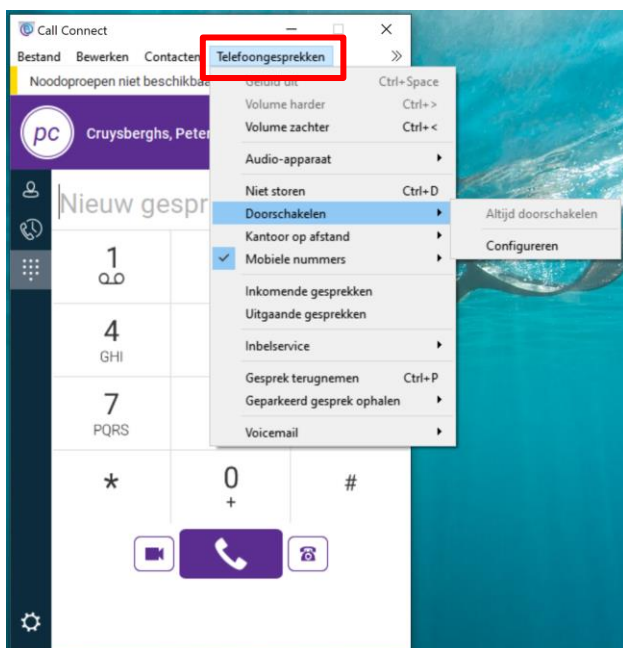 Call Connect
Bestand Bewerken Contacten Telefoongesprekken
Noodoproepen niet beschikba
Geluid uit Ctrl+Space
Volume harder Ctrl+>
Volume zachter Ctrl+<
pc Cruysberghs, Peter
Audio-apparaat
Niet storen Ctrl+D
Nieuw gespr
Doorschakelen
Altijd doorschakelen
Kantoor op afstand
Configureren
Mobiele nummers
1
Inkomende gesprekken
Uitgaande gesprekken
4
GHI
Inbelservice
Gesprek terugnemen Ctrl+P
7
Geparkeerd gesprek ophalen
PQRS
Voicemail
* 0 #
+